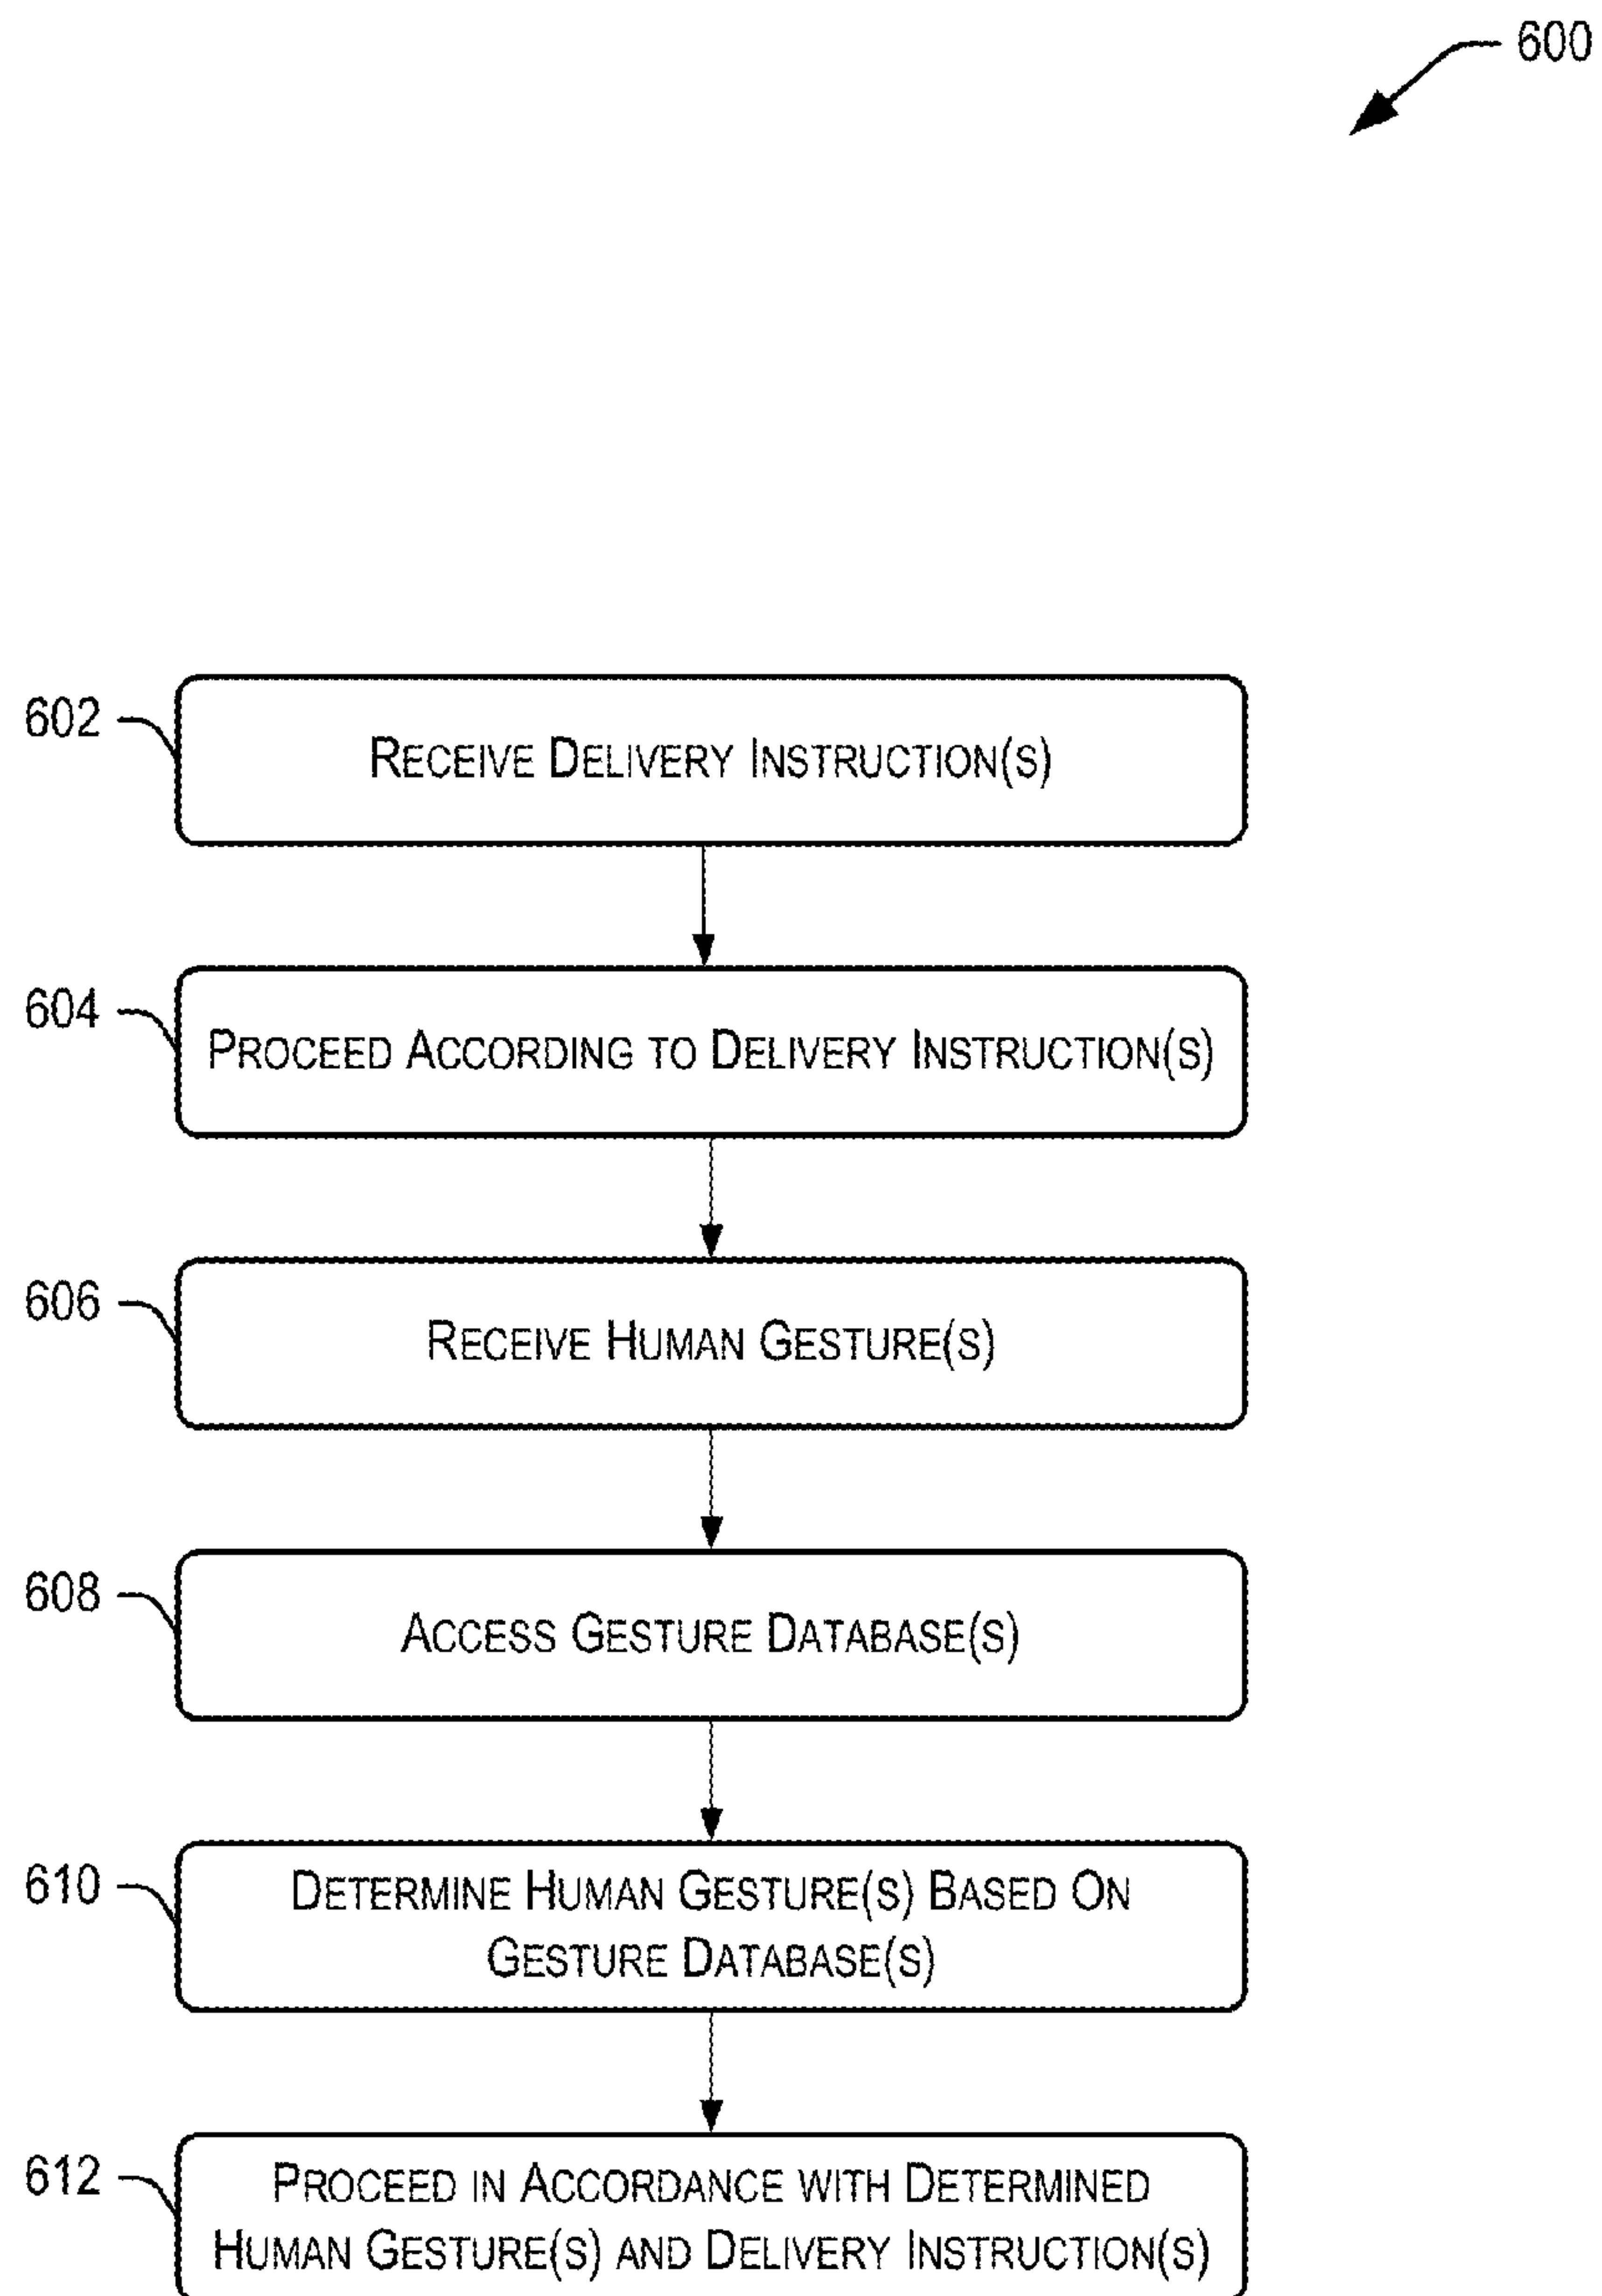 600
602
RECEIVE DELIVERY INSTRUCTION(S)
604
PROCEED ACCORDING TO DELIVERY INSTRUCTION(S)
606
RECEIVE HUMAN GESTURE(S)
608
ACCESS GESTURE DATABASE(S)
610
DETERMINE HUMAN GESTURE(S) BASED ON
GESTURE DATABASE(S)
612
PROCEED IN ACCORDANCE WITH DETERMINED
HUMAN GESTURE(S) AND DELIVERY INSTRUCTION(S)